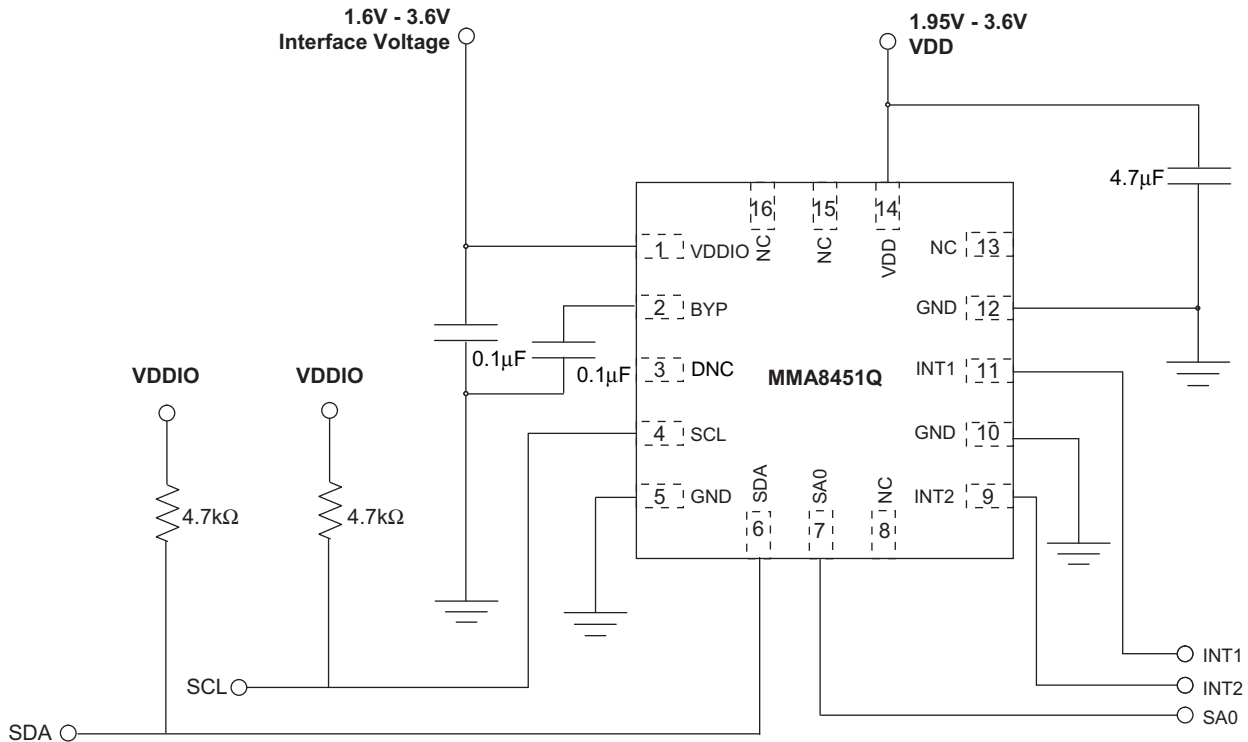 1.6V - 3.6V
Interface Voltage
1.95V - 3.6V
VDD
4.7μF
16
15
14
NC
NC
VDD
1
VDDIO
NC
13
2
BYP
GND
12
0.1μF
0.1μF
3
DNC
MMA8451Q
INT1
11
VDDIO
VDDIO
4
SCL
GND
10
5
GND
SDA
SA0
NC
INT2
9
6
7
8
4.7kΩ
4.7kΩ
INT1
SCL
INT2
SA0
SDA